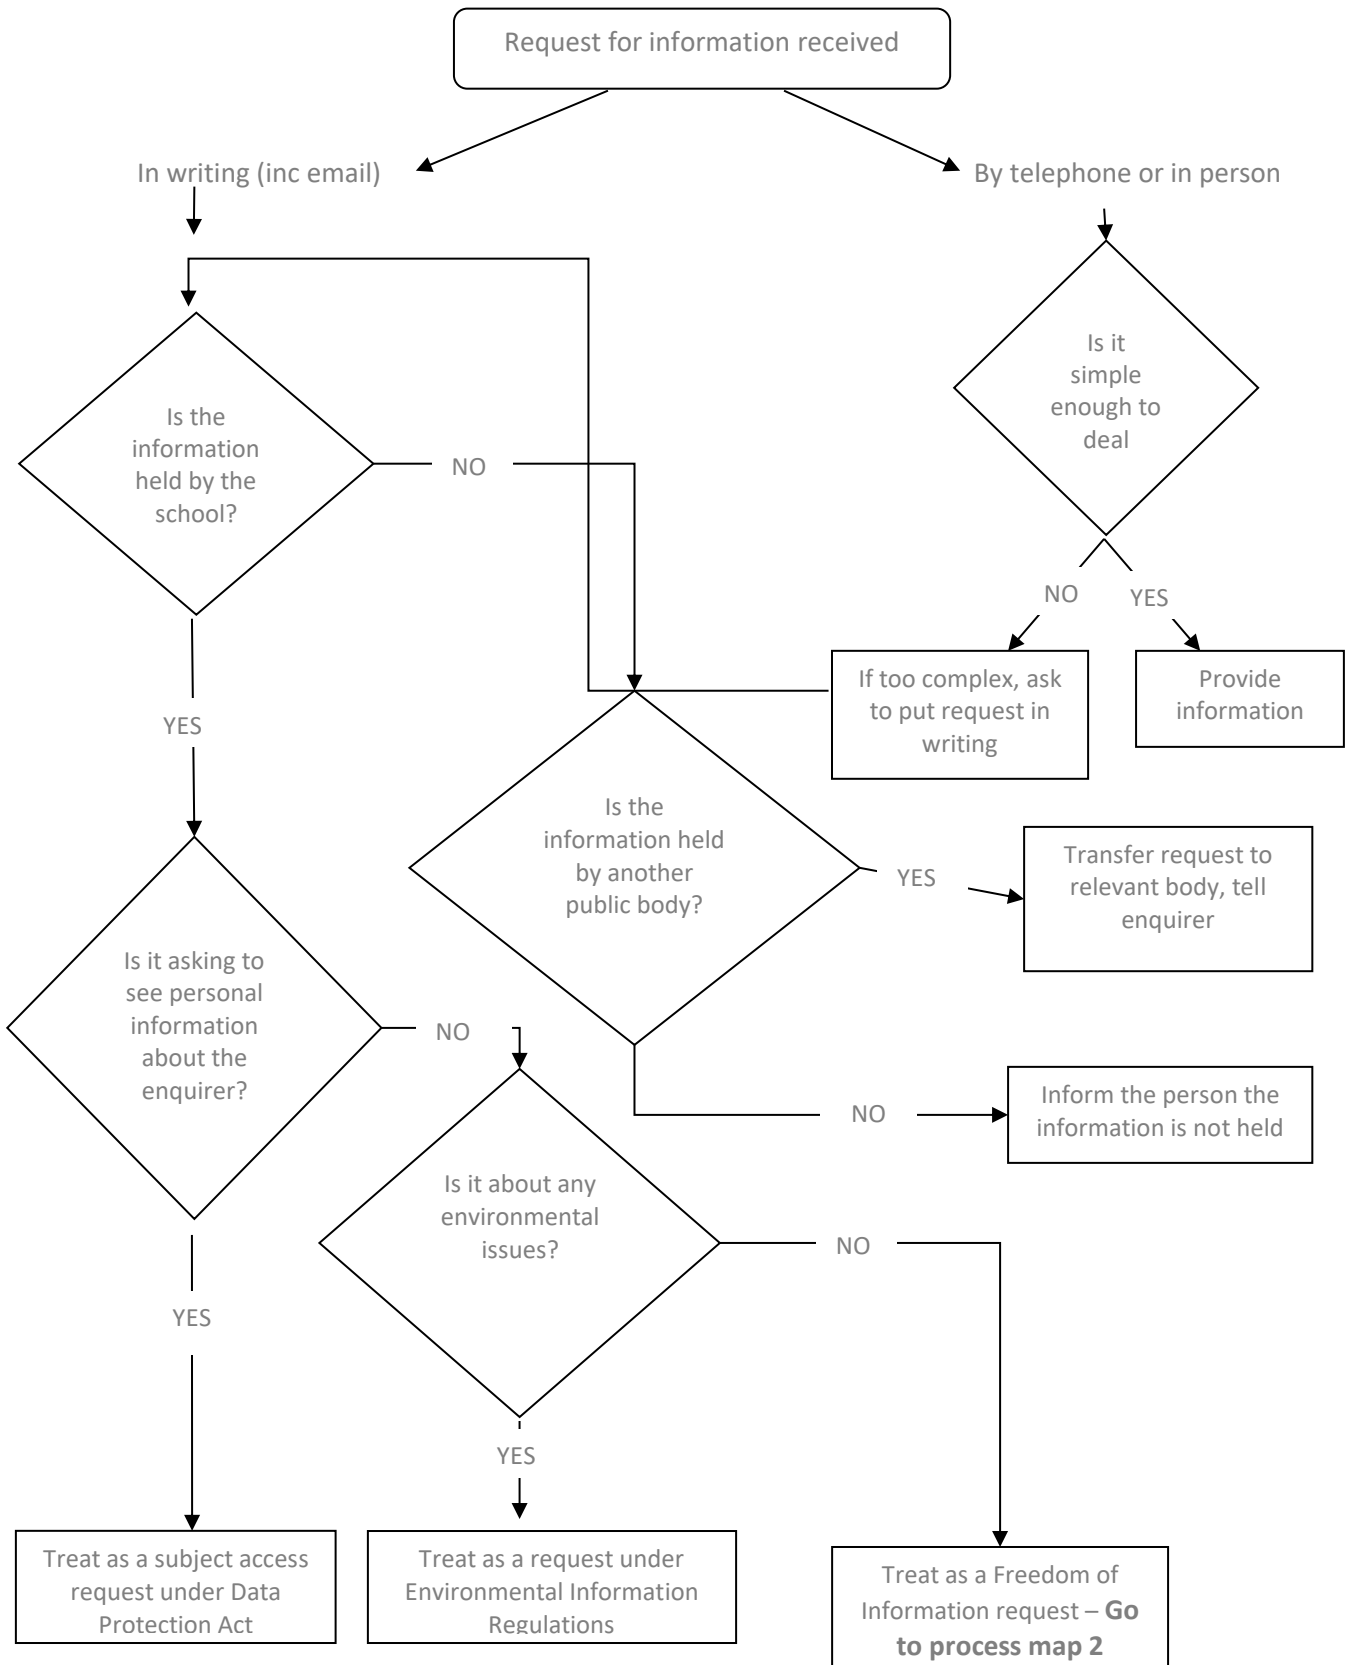 Request for information received
In writing (inc email)
By telephone or in person
Is it
simple
enough to
deal
Is the
information
held by the
school?
NO
NO
YES
If too complex, ask
to put request in
writing
Provide
information
YES
Is the
information held
by another
public body?
YES
Transfer request to
relevant body, tell
enquirer
Is it asking to
see personal
information
about the
enquirer?
NO
NO
Inform the person the
information is not held
Is it about any
environmental
issues?
NO
YES
YES
Treat as a subject access
request under Data
Protection Act
Treat as a request under
Environmental Information
Regulations
Treat as a Freedom of
Information request – Go
to process map 2